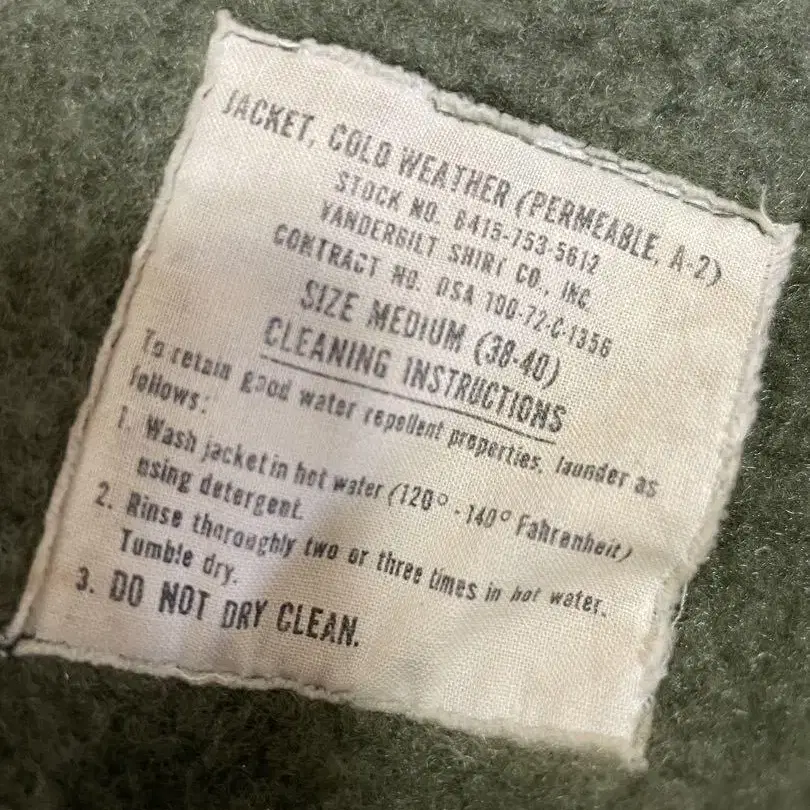 JACKET, COLD WEATHER (PERMEABLE, A-2)
STOCK NO. 8415-753-5612
VANDERBILT SHIRT CO., INC.
CONTRACT NO. DSA 100-72-C-1356
SIZE MEDIUM (38-40)
CLEANING INSTRUCTIONS
To retain good water repellent properties, launder as
follows:
1. Wash jacket in hot water (120° - 140° Fahrenheit)
using detergent.
2. Rinse thoroughly two or three times in hot water.
Tumble dry.
3. DO NOT DRY CLEAN.